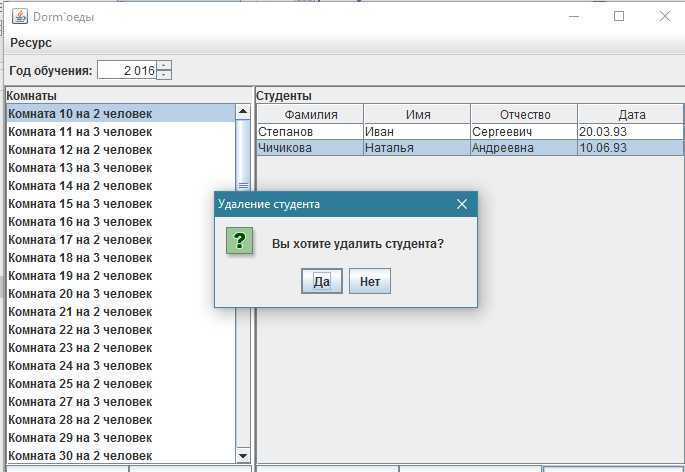 Dorm`оеды
Ресурс
Год обучения: 2 016
Комнаты
Комната 10 на 2 человек
Комната 11 на 3 человек
Комната 12 на 2 человек
Комната 13 на 3 человек
Комната 14 на 2 человек
Комната 15 на 3 человек
Комната 16 на 3 человек
Комната 17 на 2 человек
Комната 18 на 3 человек
Комната 19 на 2 человек
Комната 20 на 3 человек
Комната 21 на 2 человек
Комната 22 на 3 человек
Комната 23 на 2 человек
Комната 24 на 3 человек
Комната 25 на 2 человек
Комната 27 на 3 человек
Комната 28 на 2 человек
Комната 29 на 3 человек
Комната 30 на 2 человек
Студенты
Фамилия Имя Отчество Дата
Степанов Иван Сергеевич 20.03.93
Чичикова Наталья Андреевна 10.06.93
Удаление студента
Вы хотите удалить студента?
Да Нет